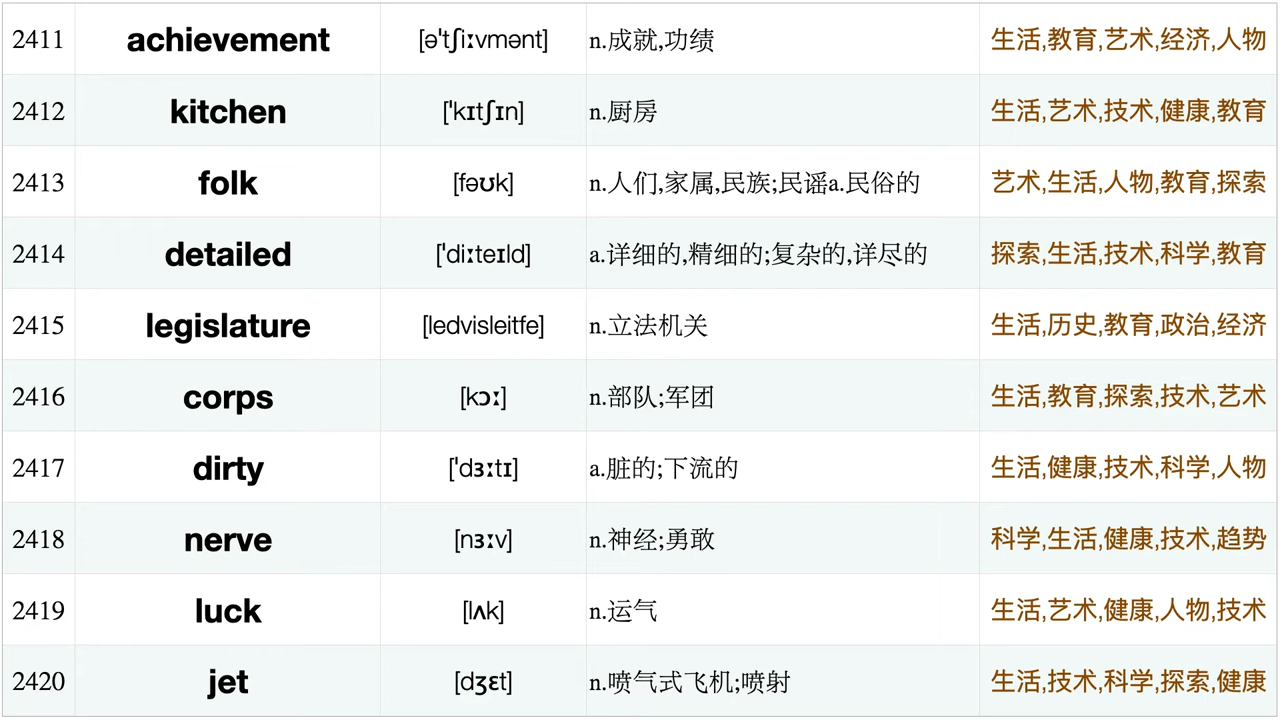 2411 achievement [ə'tʃiːvmənt] n.成就,功绩 生活,教育,艺术,经济,人物
2412 kitchen ['kɪtʃɪn] n.厨房 生活,艺术,技术,健康,教育
2413 folk [fəʊk] n.人们,家属,民族;民谣a.民俗的 艺术,生活,人物,教育,探索
2414 detailed ['diːteɪld] a.详细的,精细的;复杂的,详尽的 探索,生活,技术,科学,教育
2415 legislature [ledvisleitfe] n.立法机关 生活,历史,教育,政治,经济
2416 corps [kɔː] n.部队;军团 生活,教育,探索,技术,艺术
2417 dirty ['dɜːtɪ] a.脏的;下流的 生活,健康,技术,科学,人物
2418 nerve [nɜːv] n.神经;勇敢 科学,生活,健康,技术,趋势
2419 luck [lʌk] n.运气 生活,艺术,健康,人物,技术
2420 jet [dʒɛt] n.喷气式飞机;喷射 生活,技术,科学,探索,健康